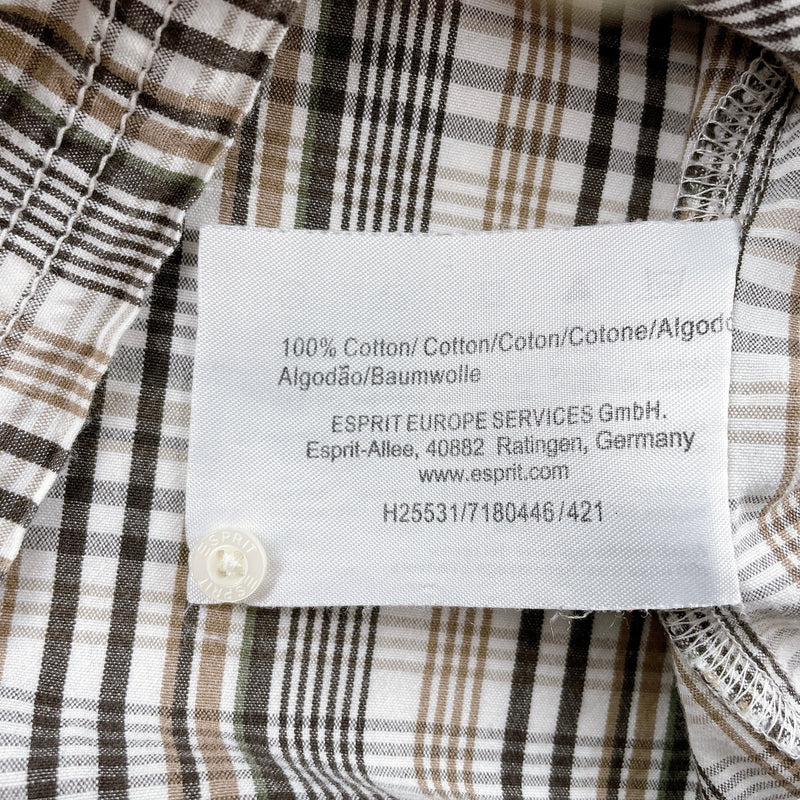 100% Cotton/ Cotton/Coton/Cotone/Algodo
Algodão/Baumwolle
ESPRIT EUROPE SERVICES GmbH.
Esprit-Allee, 40882 Ratingen, Germany
www.esprit.com
H25531/7180446/421
ESPRIT
ESPRIT